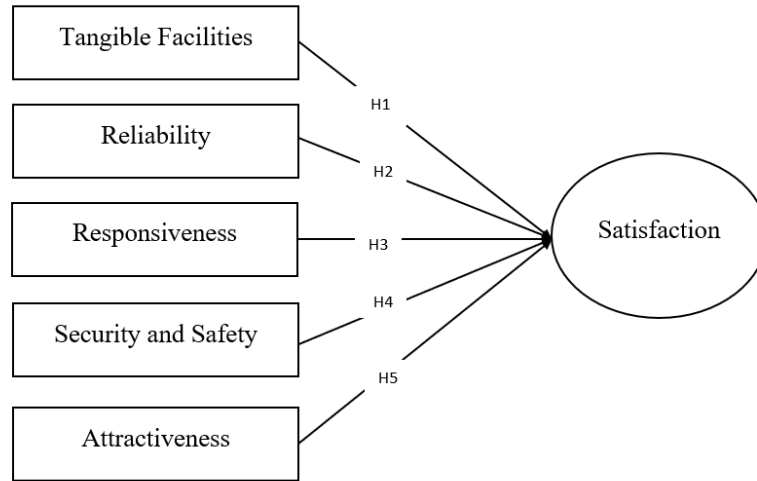 Tangible Facilities
H1
Reliability
H2
Responsiveness
H3
Satisfaction
Security and Safety
H4
Attractiveness
H5